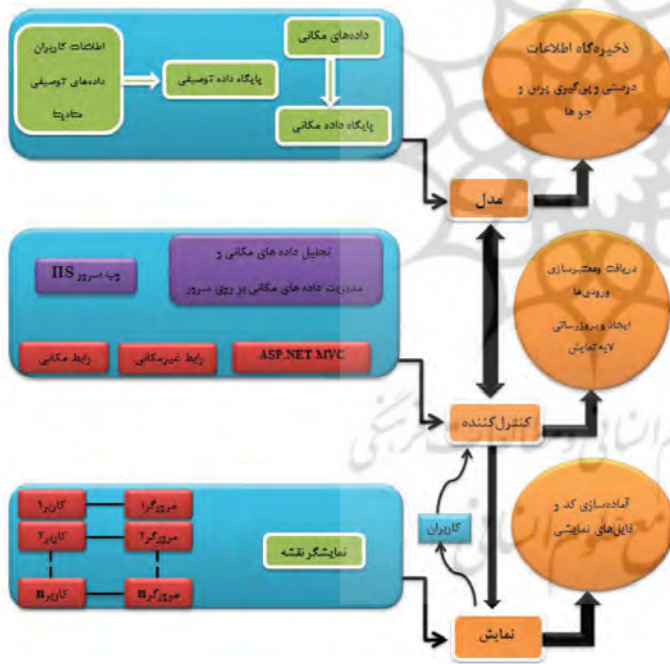 ذخیره‌گاه اطلاعات
درستی و پی‌گیری پرس و
جو ها
داده‌های مکانی
پایگاه داده مکانی
پایگاه داده توصیفی
اطلاعات کاربران
داده‌های توصیفی
مدل
دریافت ومعتبرسازی
ورودی‌ها
ایجاد و بروزرسانی
لایه نمایش
تحلیل داده های مکانی و
مدیریت داده های مکانی بر روی سرور
وب سرور IIS
ASP.NET MVC
رابط غیرمکانی
رابط مکانی
کنترل‌کننده
کاربران
آماده‌سازی کد و
فایل‌های نمایشی
نمایشگر نقشه
مرورگر۱
کاربر۱
مرورگر۲
کاربر۲
مرورگرn
کاربرn
نمایش